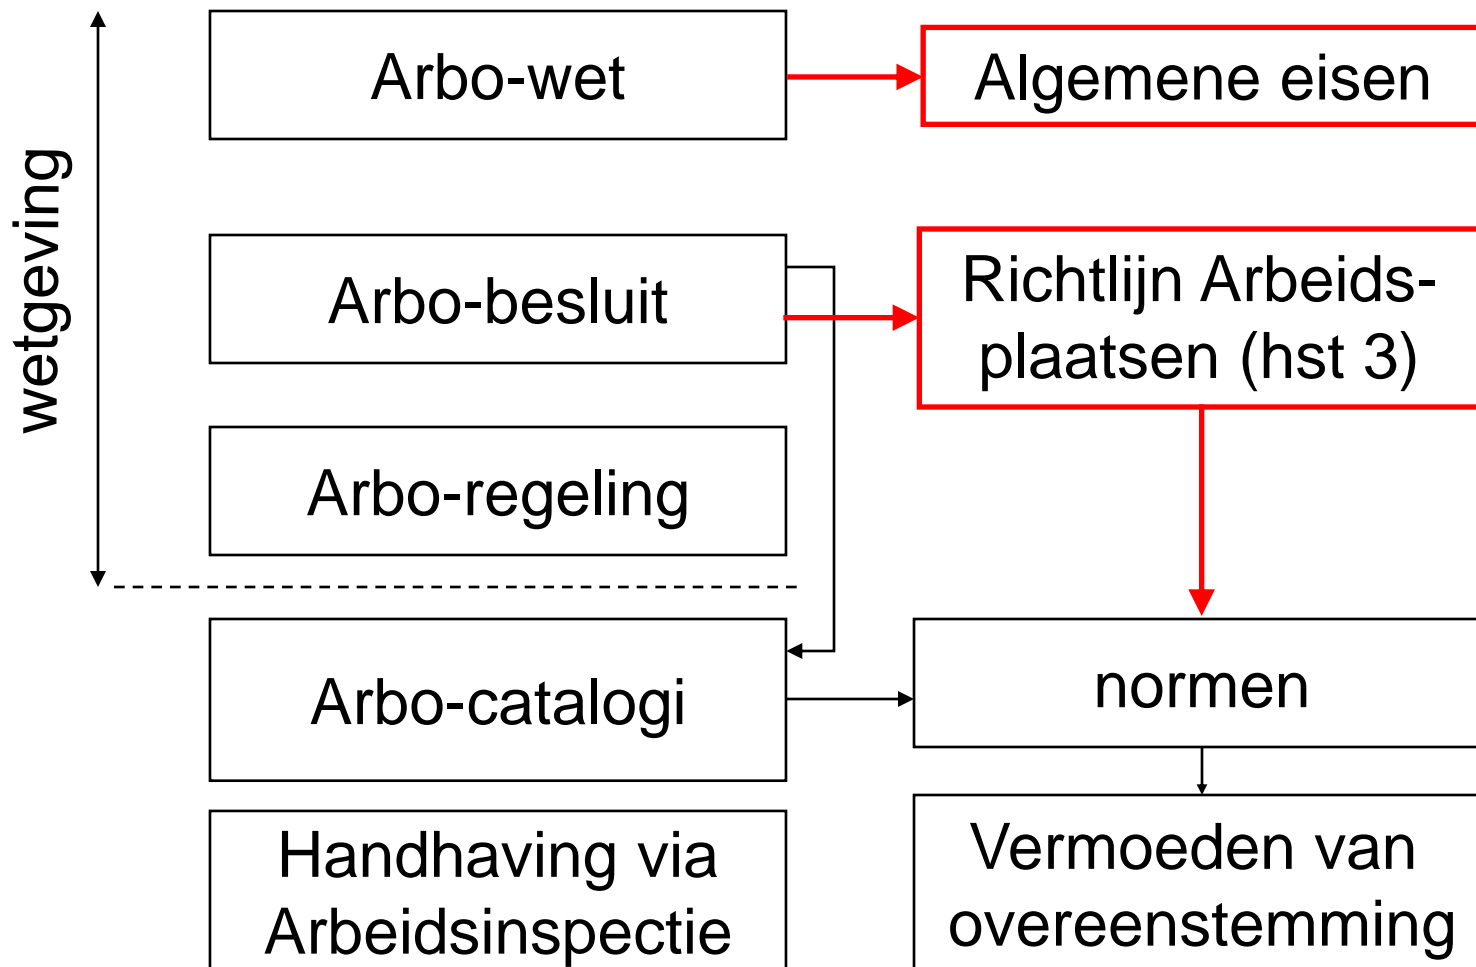 wetgeving
Arbo-wet
Algemene eisen
Arbo-besluit
Richtlijn Arbeids-
plaatsen (hst 3)
Arbo-regeling
Arbo-catalogi
normen
Handhaving via
Arbeidsinspectie
Vermoeden van
overeenstemming